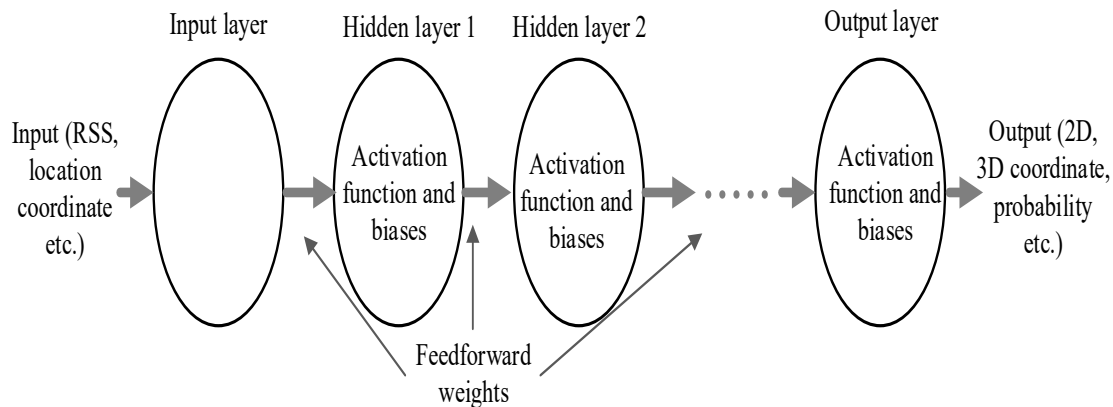 Input layer
Hidden layer 1
Hidden layer 2
Output layer
Input (RSS,
location
coordinate
etc.)
Activation
function and
biases
Activation
function and
biases
Activation
function and
biases
Output (2D,
3D coordinate,
probability
etc.)
Feedforward
weights